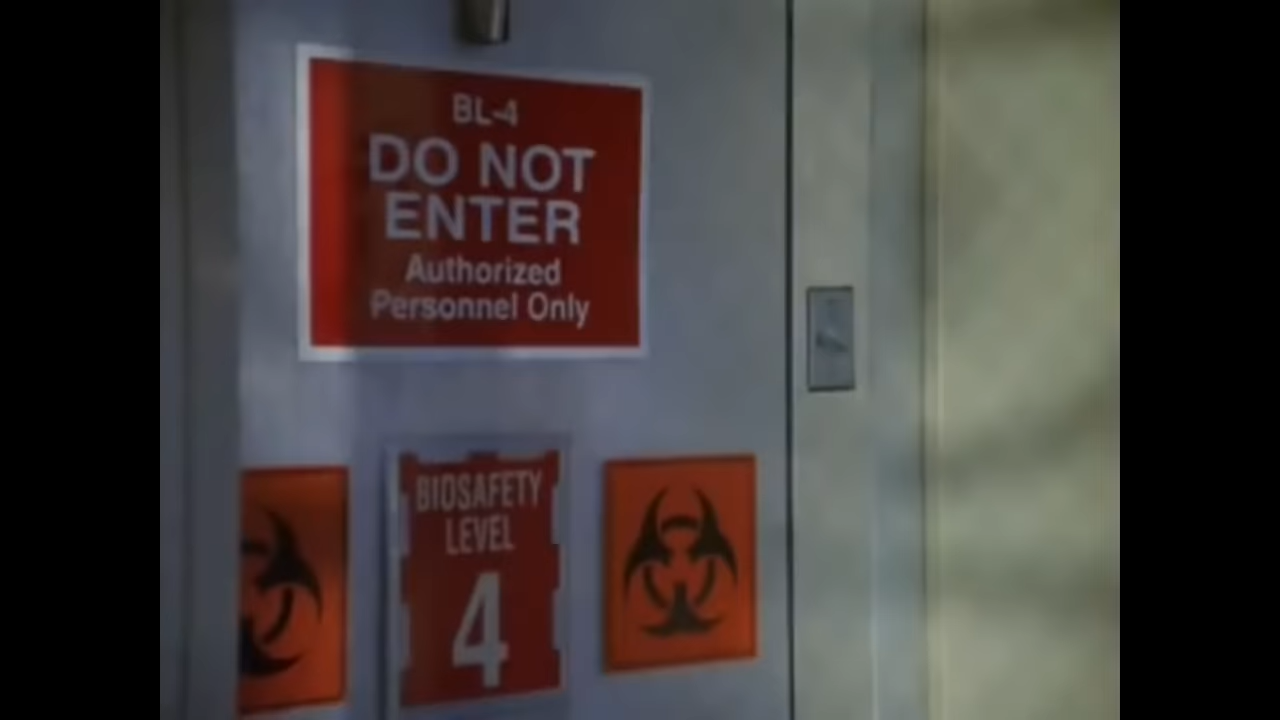 BL-4
DO NOT
ENTER
Authorized
Personnel Only
BIOSAFETY
LEVEL
4